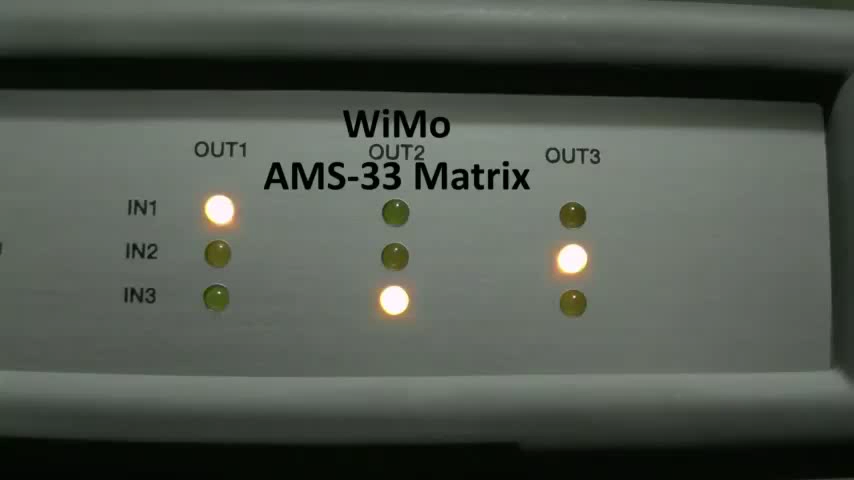 WiMo
OUT1 OUT2 OUT3
AMS-33 Matrix
IN1
IN2
IN3